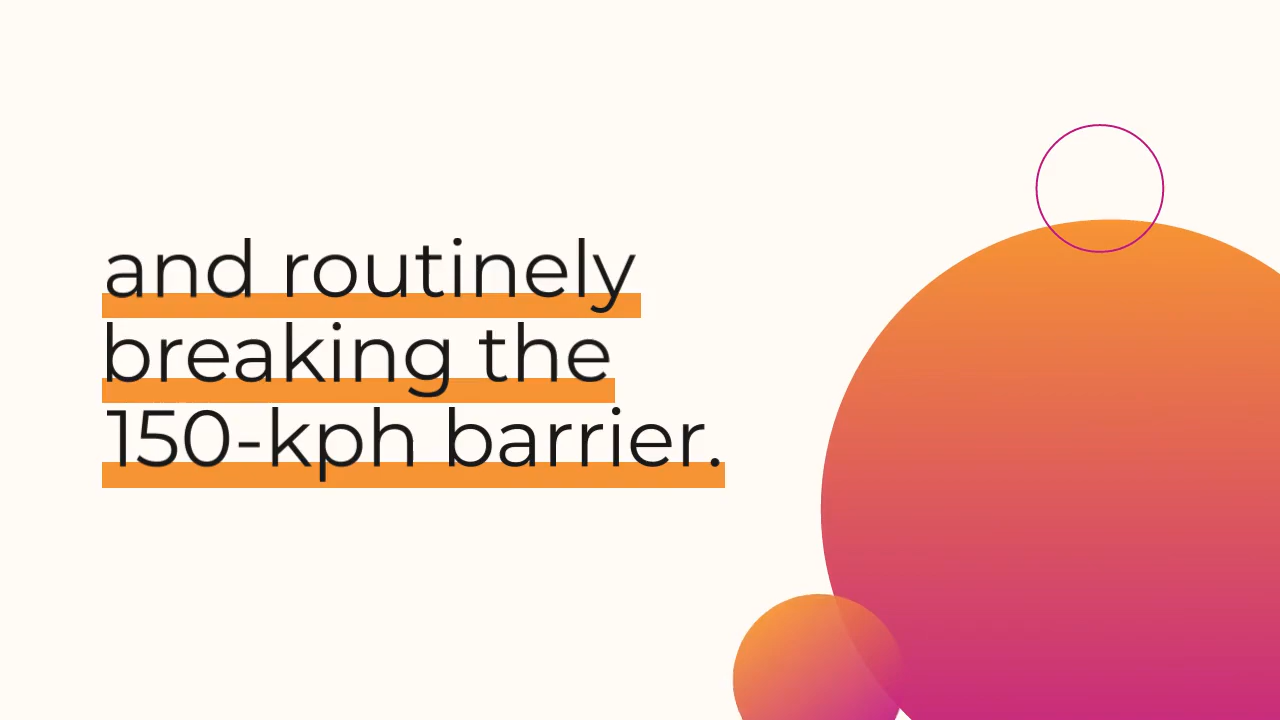 and routinely
breaking the
150-kph barrier.